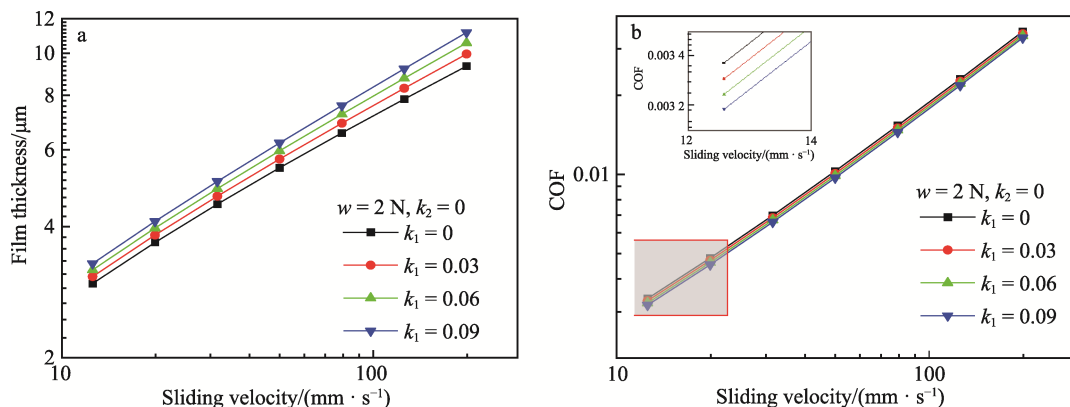 a
12
10
8
6
4
2
Film thickness/μm
w = 2 N, k₂ = 0
k₁ = 0
k₁ = 0.03
k₁ = 0.06
k₁ = 0.09
10
100
Sliding velocity/(mm · s⁻¹)
b
COF
0.01
0.003 4
0.003 2
COF
12
14
Sliding velocity/(mm · s⁻¹)
w = 2 N, k₂ = 0
k₁ = 0
k₁ = 0.03
k₁ = 0.06
k₁ = 0.09
10
100
Sliding velocity/(mm · s⁻¹)